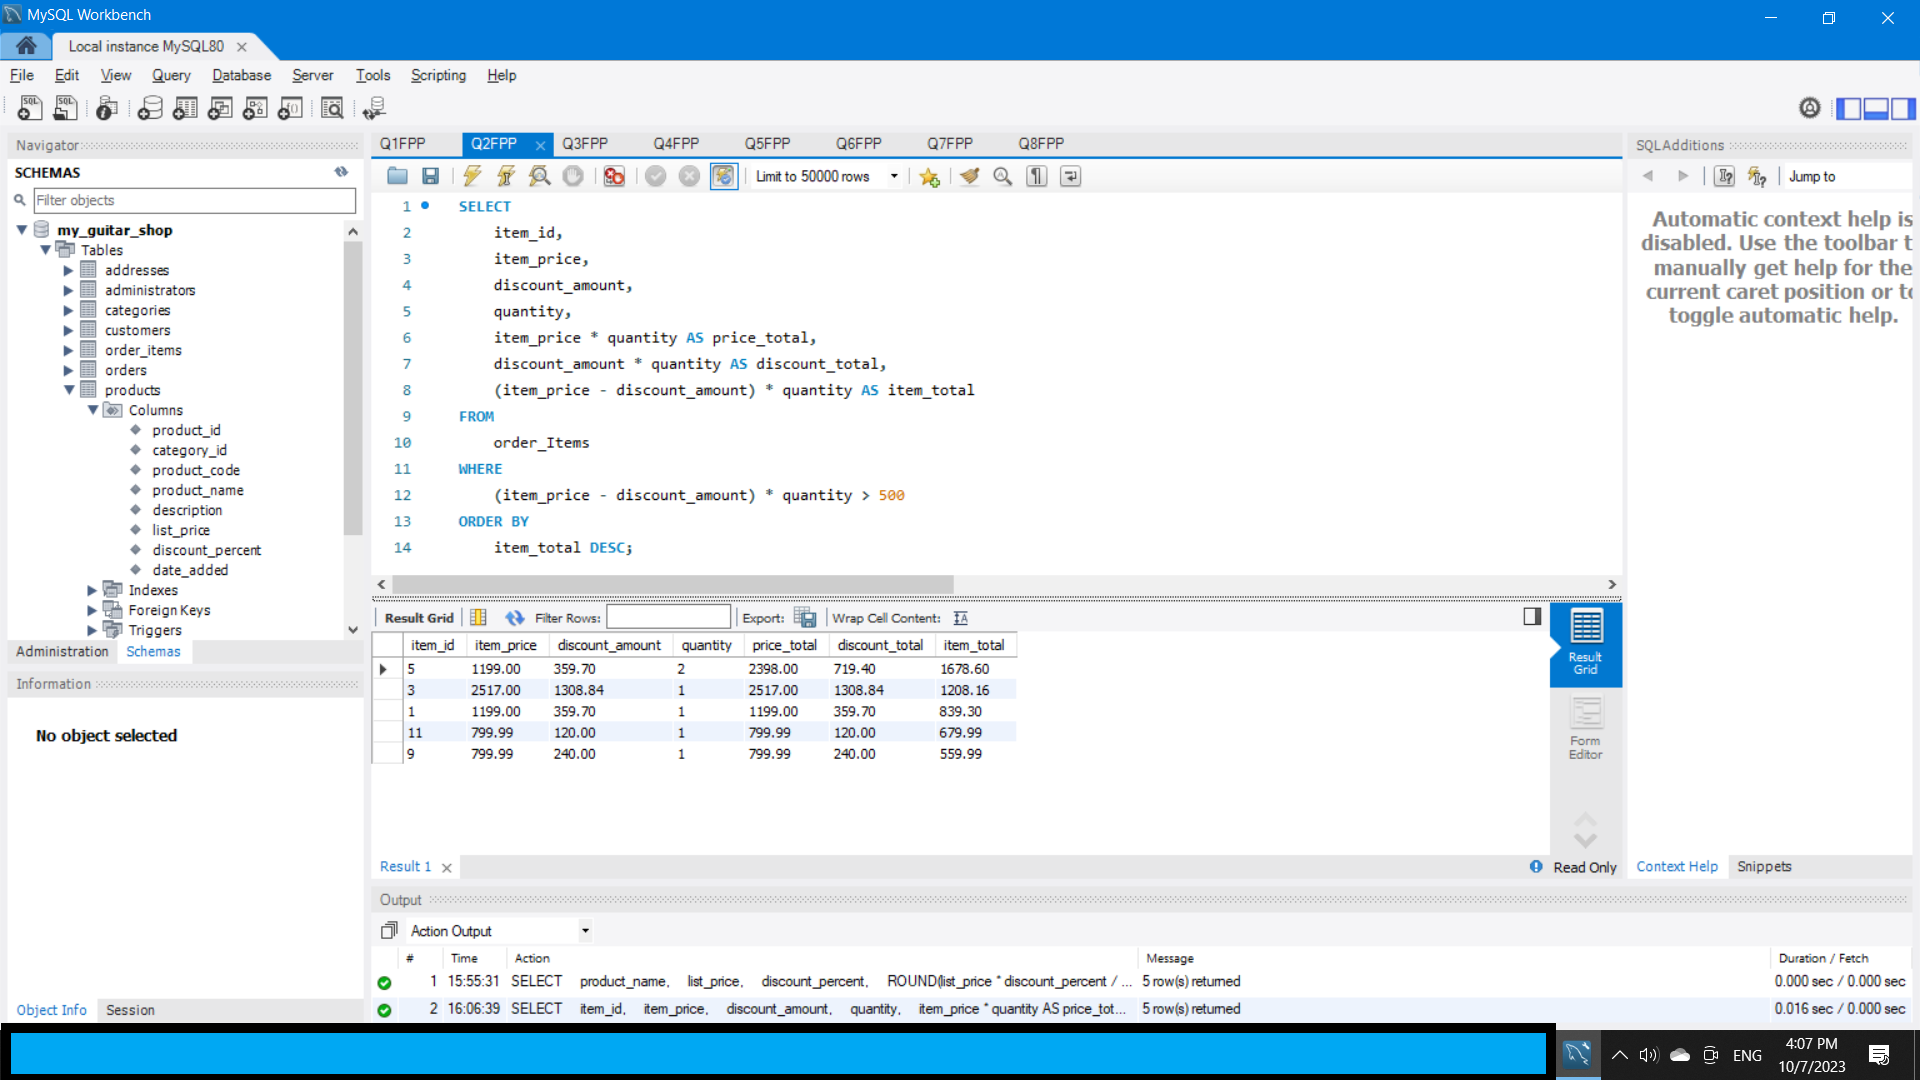 MySQL Workbench
Local instance MySQL80
File Edit View Query Database Server Tools Scripting Help
Navigator
SCHEMAS
Filter objects
my_guitar_shop
Tables
addresses
administrators
categories
customers
order_items
orders
products
Columns
product_id
category_id
product_code
product_name
description
list_price
discount_percent
date_added
Indexes
Foreign Keys
Triggers
Administration Schemas
Information
No object selected
Object Info Session
Q1FPP Q2FPP Q3FPP Q4FPP Q5FPP Q6FPP Q7FPP Q8FPP
Limit to 50000 rows
1 SELECT
2 item_id,
3 item_price,
4 discount_amount,
5 quantity,
6 item_price * quantity AS price_total,
7 discount_amount * quantity AS discount_total,
8 (item_price - discount_amount) * quantity AS item_total
9 FROM
10 order_Items
11 WHERE
12 (item_price - discount_amount) * quantity > 500
13 ORDER BY
14 item_total DESC;
Result Grid Filter Rows: Export: Wrap Cell Content:
item_id item_price discount_amount quantity price_total discount_total item_total
5 1199.00 359.70 2 2398.00 719.40 1678.60
3 2517.00 1308.84 1 2517.00 1308.84 1208.16
1 1199.00 359.70 1 1199.00 359.70 839.30
11 799.99 120.00 1 799.99 120.00 679.99
9 799.99 240.00 1 799.99 240.00 559.99
Result
Grid
Form
Editor
Result 1
Read Only
SQLAdditions
Jump to
Automatic context help is
disabled. Use the toolbar t
manually get help for the
current caret position or to
toggle automatic help.
Context Help Snippets
Output
Action Output
# Time Action Message Duration / Fetch
1 15:55:31 SELECT product_name, list_price, discount_percent, ROUND(list_price * discount_percent / ... 5 row(s) returned 0.000 sec / 0.000 sec
2 16:06:39 SELECT item_id, item_price, discount_amount, quantity, item_price * quantity AS price_tot... 5 row(s) returned 0.016 sec / 0.000 sec
ENG
4:07 PM
10/7/2023